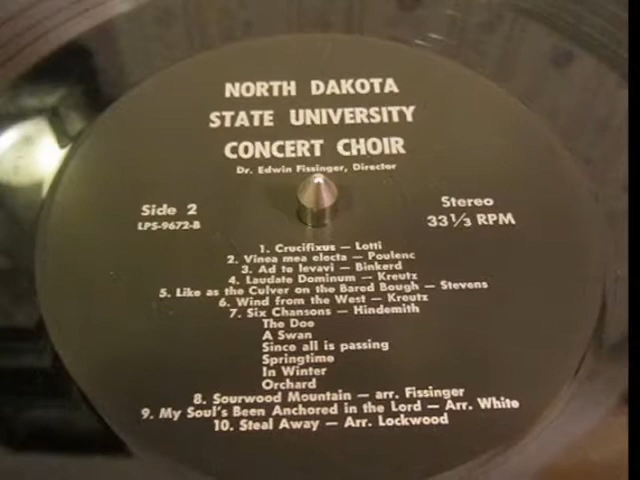 NORTH DAKOTA
STATE UNIVERSITY
CONCERT CHOIR
Dr. Edwin Fissinger, Director
Side 2
LPS-9672-B
Stereo
33⅓ RPM
1. Crucifixus — Lotti
2. Vinea mea electa — Poulenc
3. Ad te levavi — Binkerd
4. Laudate Dominum — Kreutz
5. Like as the Culver on the Bared Bough — Stevens
6. Wind from the West — Kreutz
7. Six Chansons — Hindemith
The Doe
A Swan
Since all is passing
Springtime
In Winter
Orchard
8. Sourwood Mountain — arr. Fissinger
9. My Soul's Been Anchored in the Lord — Arr. White
10. Steal Away — Arr. Lockwood